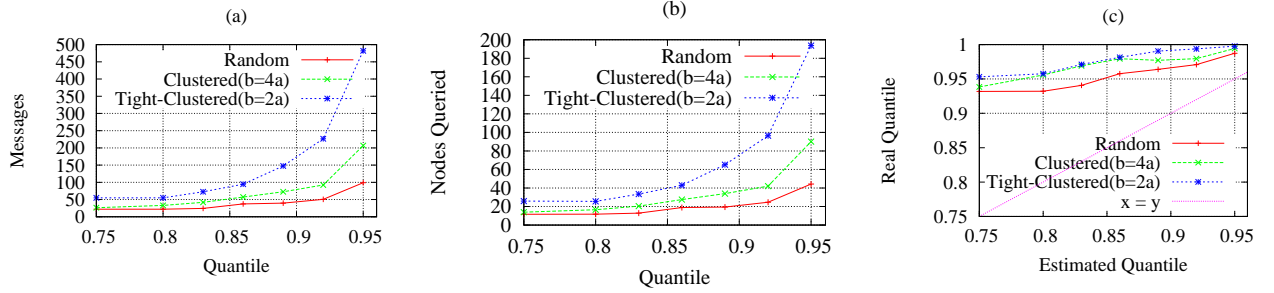 (a)
500
450
400
350
300
250
200
150
100
50
0
Messages
Random
Clustered(b=4a)
Tight-Clustered(b=2a)
0.75 0.8 0.85 0.9 0.95
Quantile
(b)
200
180
160
140
120
100
80
60
40
20
0
Nodes Queried
Random
Clustered(b=4a)
Tight-Clustered(b=2a)
0.75 0.8 0.85 0.9 0.95
Quantile
(c)
1
0.95
0.9
0.85
0.8
0.75
Real Quantile
Random
Clustered(b=4a)
Tight-Clustered(b=2a)
x = y
0.75 0.8 0.85 0.9 0.95
Estimated Quantile